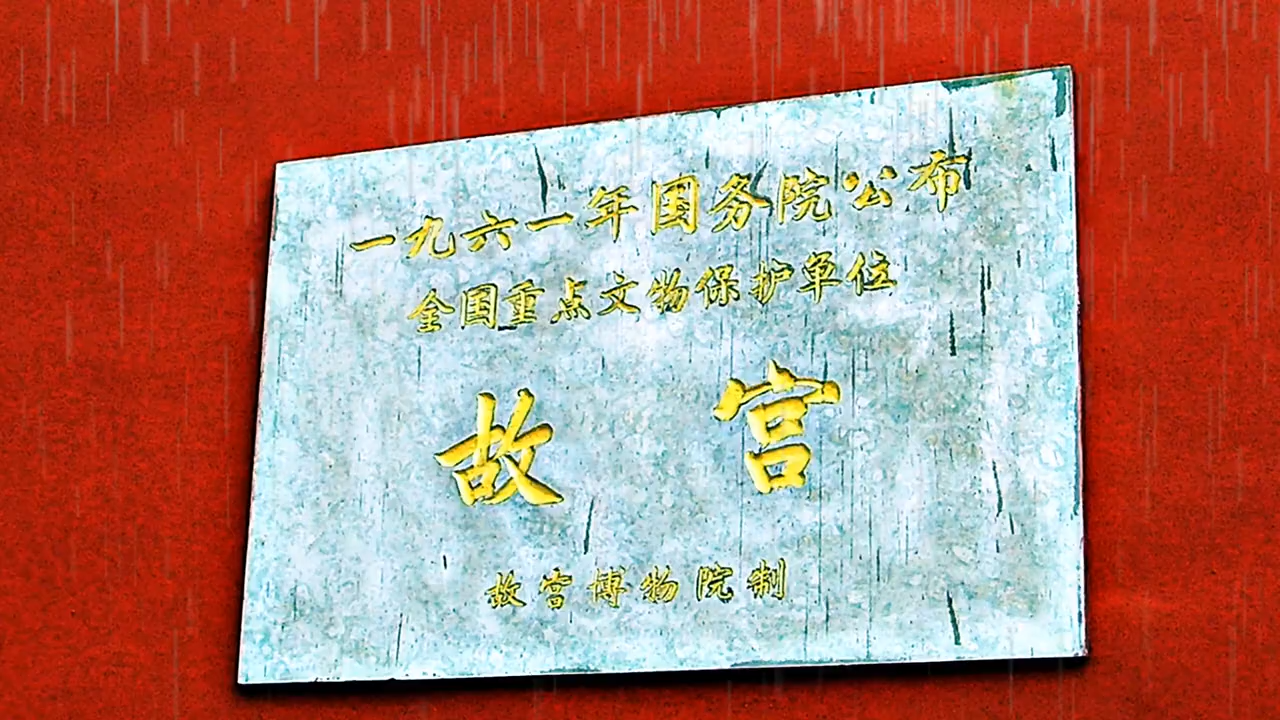 一九六一年国务院公布
全国重点文物保护单位
故宫
故宫博物院制